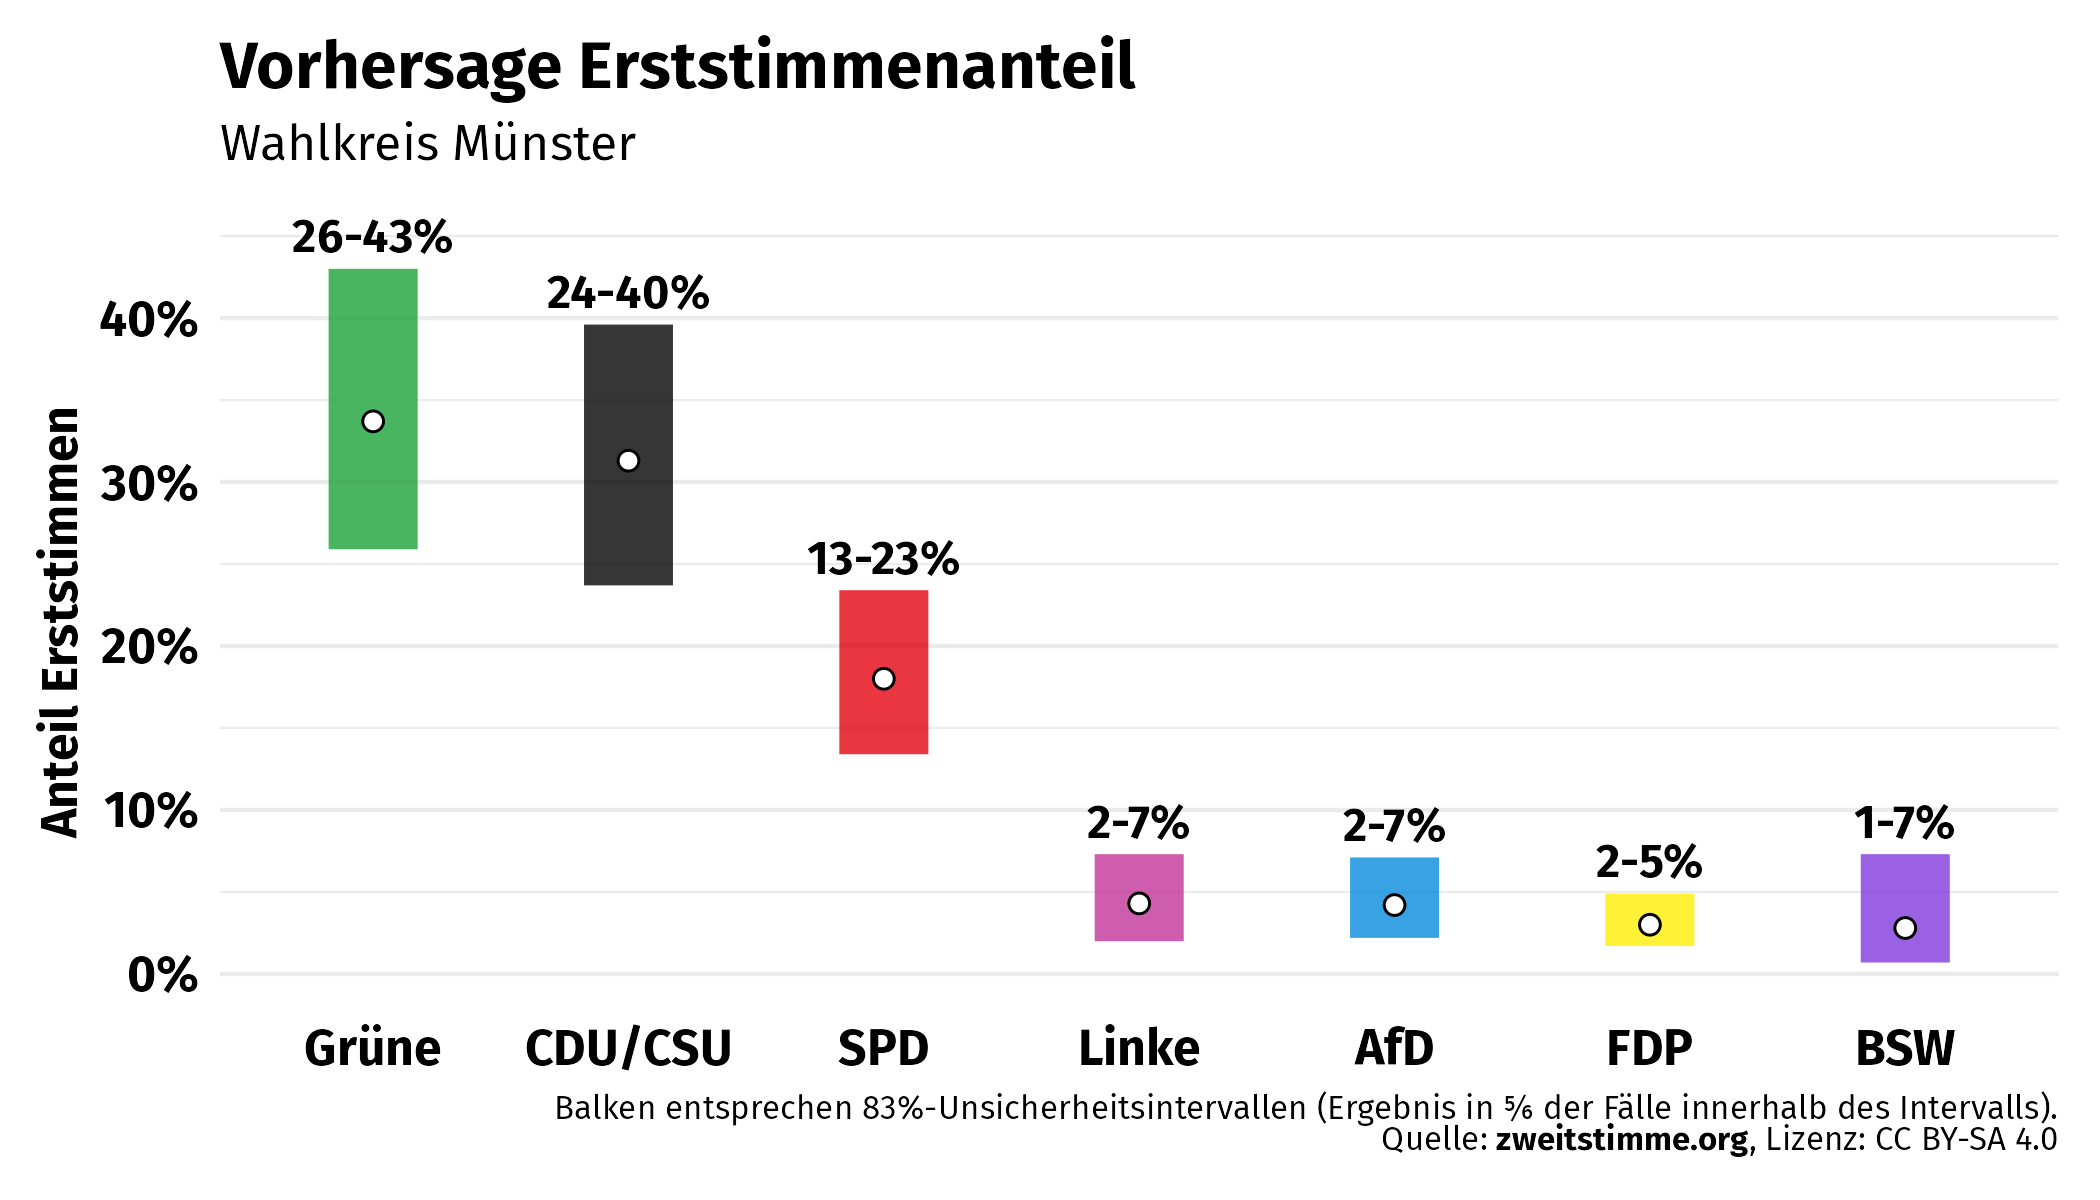 Vorhersage Erststimmenanteil
Wahlkreis Münster
Anteil Erststimmen
40%
30%
20%
10%
0%
26-43%
24-40%
13-23%
2-7%
2-7%
2-5%
1-7%
Grüne
CDU/CSU
SPD
Linke
AfD
FDP
BSW
Balken entsprechen 83%-Unsicherheitsintervallen (Ergebnis in ⅚ der Fälle innerhalb des Intervalls).
Quelle: zweitstimme.org, Lizenz: CC BY-SA 4.0